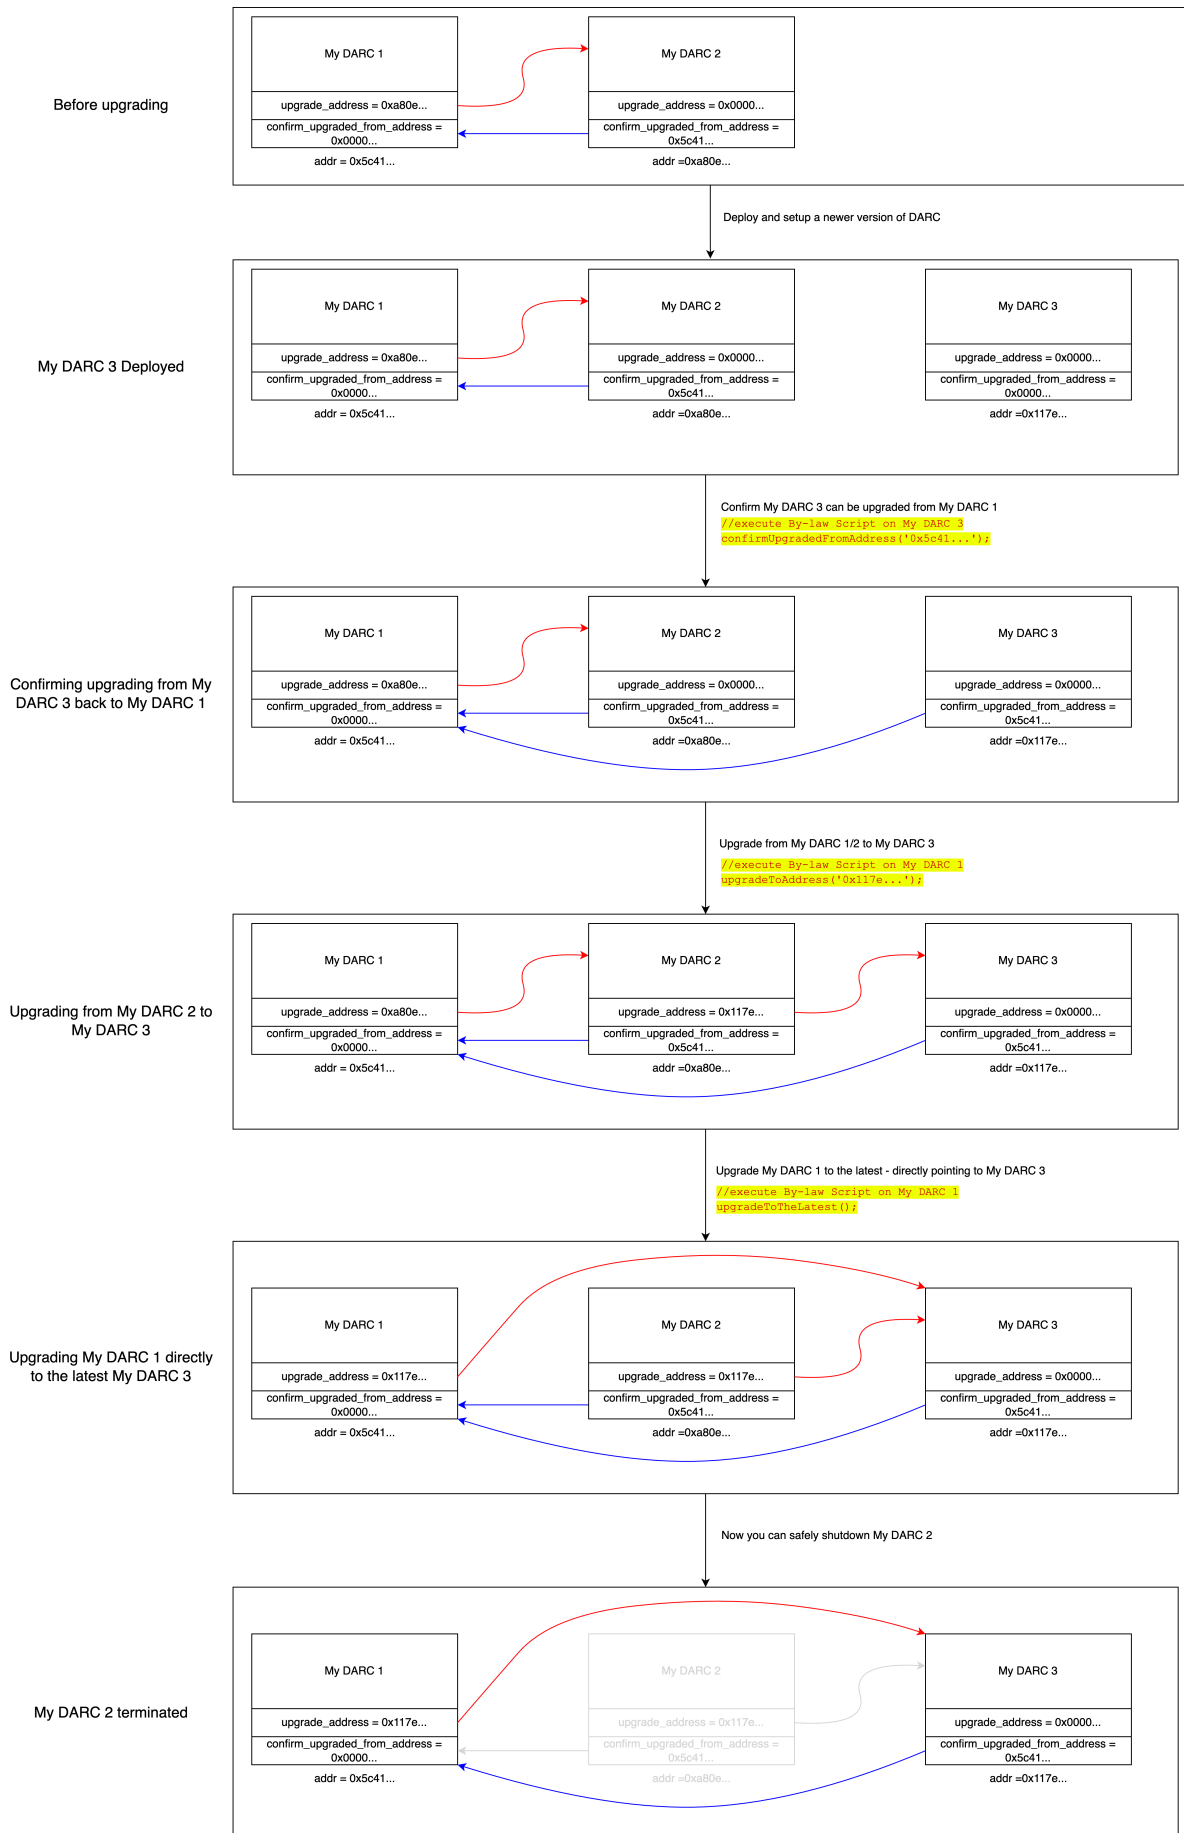 Before upgrading
My DARC 1
upgrade_address = 0xa80e...
confirm_upgraded_from_address =
0x0000...
addr = 0x5c41...
My DARC 2
upgrade_address = 0x0000...
confirm_upgraded_from_address =
0x5c41...
addr =0xa80e...
Deploy and setup a newer version of DARC
My DARC 3 Deployed
My DARC 1
upgrade_address = 0xa80e...
confirm_upgraded_from_address =
0x0000...
addr = 0x5c41...
My DARC 2
upgrade_address = 0x0000...
confirm_upgraded_from_address =
0x5c41...
addr =0xa80e...
My DARC 3
upgrade_address = 0x0000...
confirm_upgraded_from_address =
0x0000...
addr =0x117e...
Confirm My DARC 3 can be upgraded from My DARC 1
//execute By-law Script on My DARC 3
confirmUpgradedFromAddress('0x5c41...');
Confirming upgrading from My
DARC 3 back to My DARC 1
My DARC 1
upgrade_address = 0xa80e...
confirm_upgraded_from_address =
0x0000...
addr = 0x5c41...
My DARC 2
upgrade_address = 0x0000...
confirm_upgraded_from_address =
0x5c41...
addr =0xa80e...
My DARC 3
upgrade_address = 0x0000...
confirm_upgraded_from_address =
0x5c41...
addr =0x117e...
Upgrade from My DARC 1/2 to My DARC 3
//execute By-law Script on My DARC 1
upgradeToAddress('0x117e...');
Upgrading from My DARC 2 to
My DARC 3
My DARC 1
upgrade_address = 0xa80e...
confirm_upgraded_from_address =
0x0000...
addr = 0x5c41...
My DARC 2
upgrade_address = 0x117e...
confirm_upgraded_from_address =
0x5c41...
addr =0xa80e...
My DARC 3
upgrade_address = 0x0000...
confirm_upgraded_from_address =
0x5c41...
addr =0x117e...
Upgrade My DARC 1 to the latest - directly pointing to My DARC 3
//execute By-law Script on My DARC 1
upgradeToTheLatest();
Upgrading My DARC 1 directly
to the latest My DARC 3
My DARC 1
upgrade_address = 0x117e...
confirm_upgraded_from_address =
0x0000...
addr = 0x5c41...
My DARC 2
upgrade_address = 0x117e...
confirm_upgraded_from_address =
0x5c41...
addr =0xa80e...
My DARC 3
upgrade_address = 0x0000...
confirm_upgraded_from_address =
0x5c41...
addr =0x117e...
Now you can safely shutdown My DARC 2
My DARC 2 terminated
My DARC 1
upgrade_address = 0x117e...
confirm_upgraded_from_address =
0x0000...
addr = 0x5c41...
My DARC 2
upgrade_address = 0x117e...
confirm_upgraded_from_address =
0x5c41...
addr =0xa80e...
My DARC 3
upgrade_address = 0x0000...
confirm_upgraded_from_address =
0x5c41...
addr =0x117e...